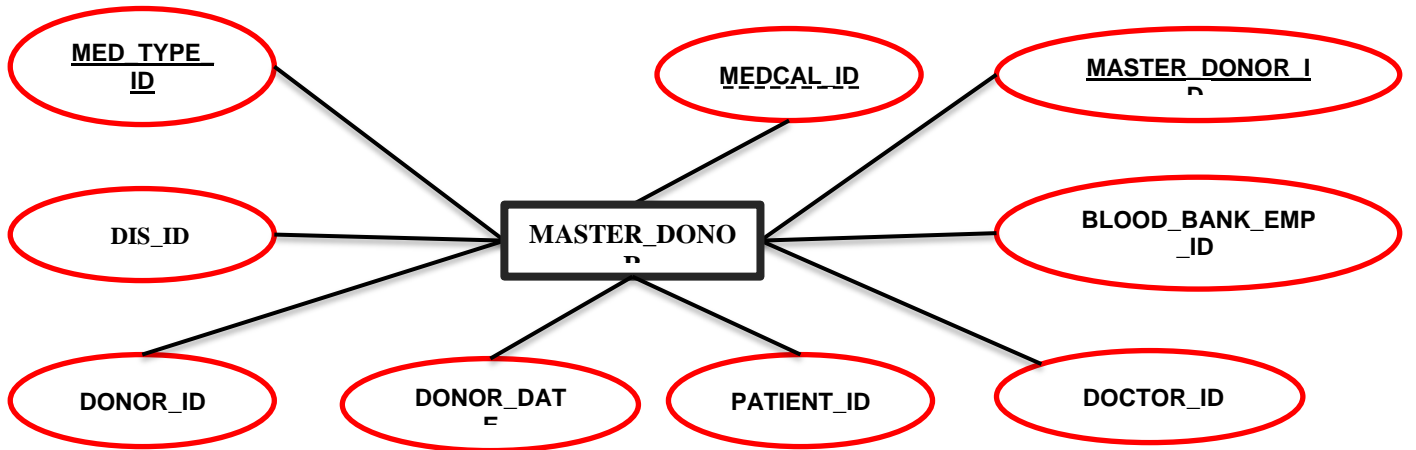 MED_TYPE_
ID
MEDCAL_ID
MASTER_DONOR_I
D
DIS_ID
MASTER_DONO
R
BLOOD_BANK_EMP
_ID
DONOR_ID
DONOR_DAT
E
PATIENT_ID
DOCTOR_ID